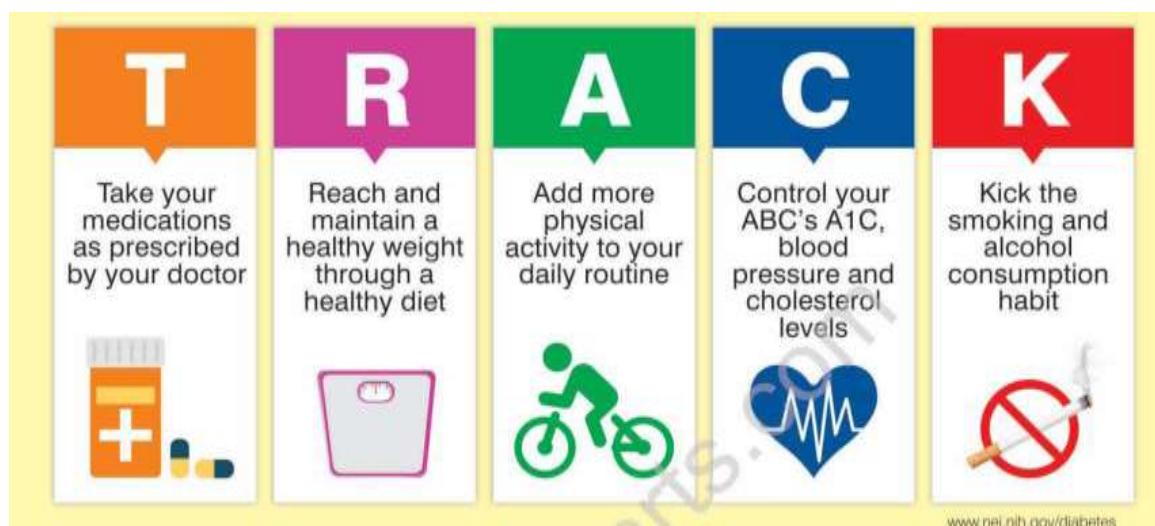 T
Take your
medications
as prescribed
by your doctor
R
Reach and
maintain a
healthy weight
through a
healthy diet
A
Add more
physical
activity to your
daily routine
C
Control your
ABC's A1C,
blood
pressure and
cholesterol
levels
K
Kick the
smoking and
alcohol
consumption
habit
www.nei.nih.gov/diabetes
rts.com